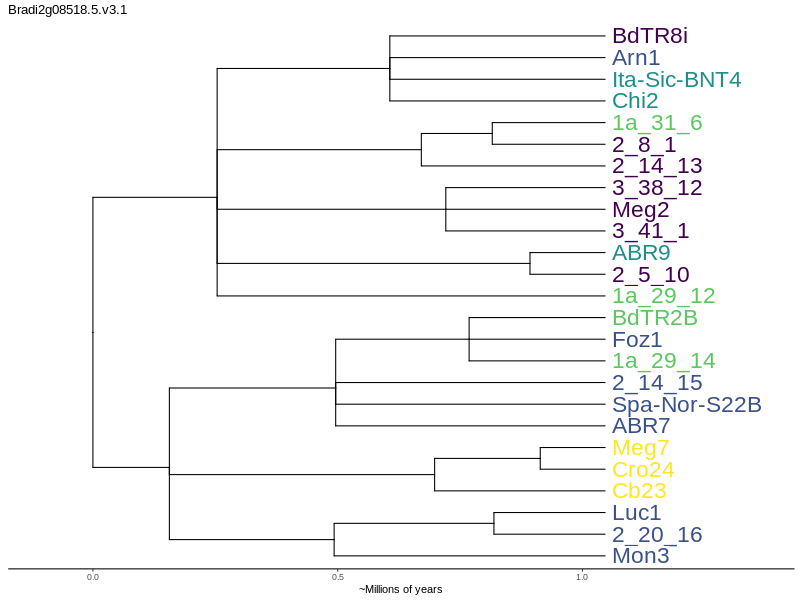 Bradi2g08518.5.v3.1
BdTR8i
Arn1
Ita-Sic-BNT4
Chi2
1a_31_6
2_8_1
2_14_13
3_38_12
Meg2
3_41_1
ABR9
2_5_10
1a_29_12
BdTR2B
Foz1
1a_29_14
2_14_15
Spa-Nor-S22B
ABR7
Meg7
Cro24
Cb23
Luc1
2_20_16
Mon3
0.0 0.5 1.0
~Millions of years